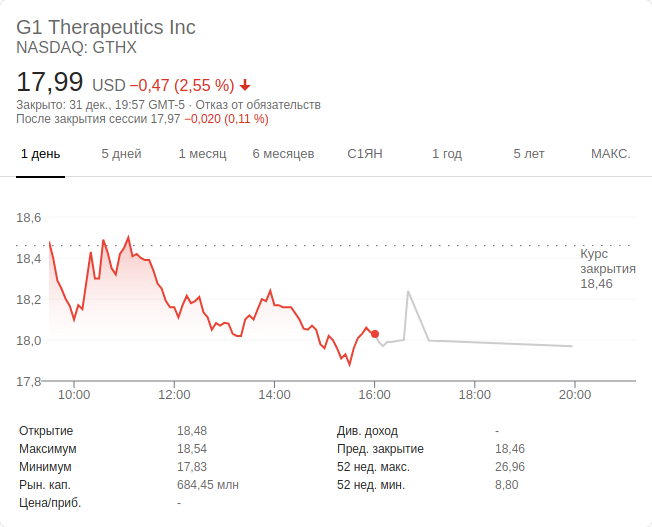 G1 Therapeutics Inc
NASDAQ: GTHX
17,99 USD −0,47 (2,55 %)
Закрыто: 31 дек., 19:57 GMT-5 · Отказ от обязательств
После закрытия сессии 17,97 −0,020 (0,11 %)
1 день 5 дней 1 месяц 6 месяцев С1ЯН 1 год 5 лет МАКС.
18,6
18,4
18,2
18,0
17,8
Курс
закрытия
18,46
10:00 12:00 14:00 16:00 18:00 20:00
Открытие 18,48 Див. доход -
Максимум 18,54 Пред. закрытие 18,46
Минимум 17,83 52 нед. макс. 26,96
Рын. кап. 684,45 млн 52 нед. мин. 8,80
Цена/приб. -